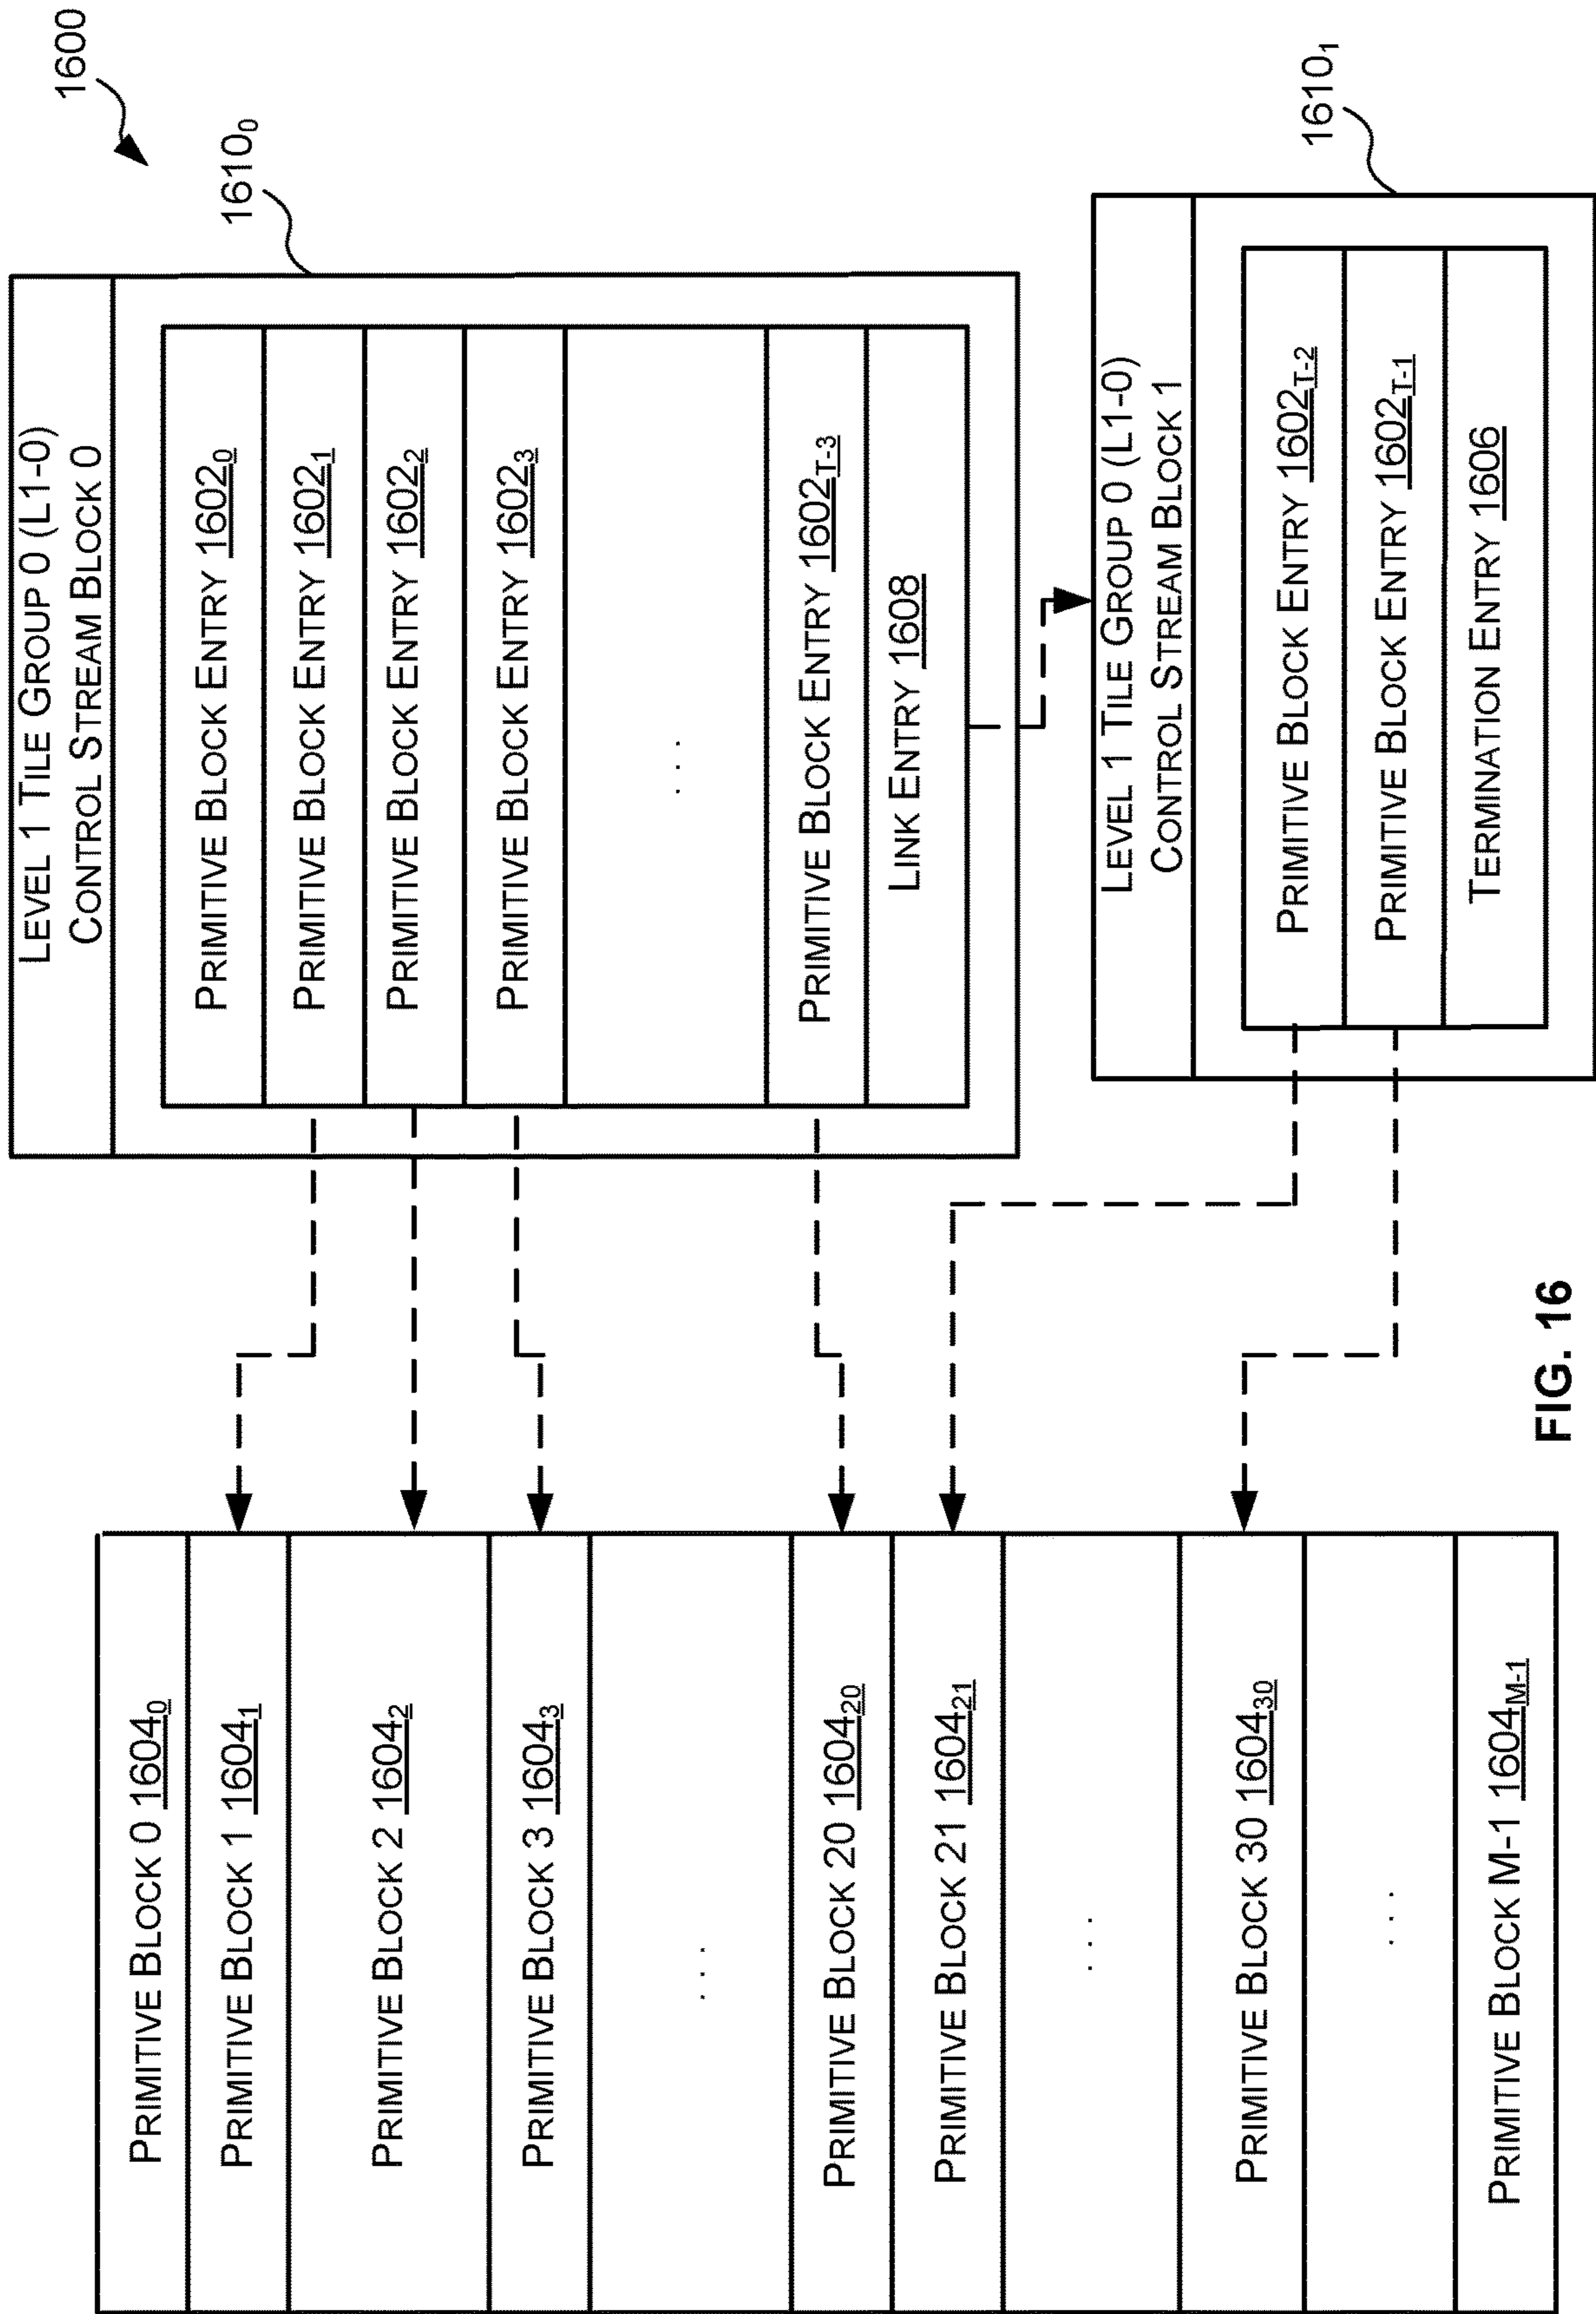 1600
PRIMITIVE BLOCK 0 1604₀
PRIMITIVE BLOCK 1 1604₁
PRIMITIVE BLOCK 2 1604₂
PRIMITIVE BLOCK 3 1604₃
. . .
PRIMITIVE BLOCK 20 1604₂₀
PRIMITIVE BLOCK 21 1604₂₁
. . .
PRIMITIVE BLOCK 30 1604₃₀
. . .
PRIMITIVE BLOCK M-1 1604M-1
LEVEL 1 TILE GROUP 0 (L1-0)
CONTROL STREAM BLOCK 0
1610₀
PRIMITIVE BLOCK ENTRY 1602₀
PRIMITIVE BLOCK ENTRY 1602₁
PRIMITIVE BLOCK ENTRY 1602₂
PRIMITIVE BLOCK ENTRY 1602₃
. . .
PRIMITIVE BLOCK ENTRY 1602T-3
LINK ENTRY 1608
LEVEL 1 TILE GROUP 0 (L1-0)
CONTROL STREAM BLOCK 1
1610₁
PRIMITIVE BLOCK ENTRY 1602T-2
PRIMITIVE BLOCK ENTRY 1602T-1
TERMINATION ENTRY 1606
FIG. 16